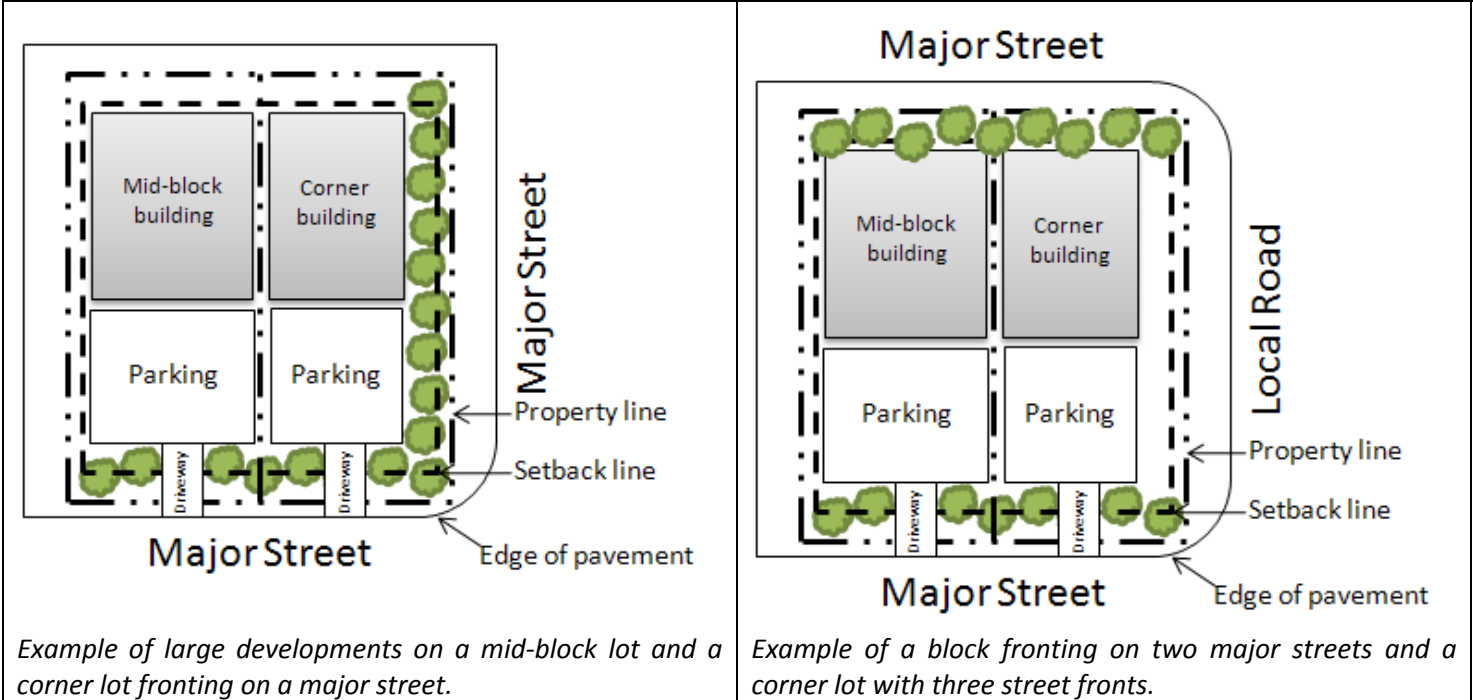 Mid-block
building
Corner
building
Parking
Parking
Driveway
Driveway
Major Street
Major Street
Property line
Setback line
Edge of pavement
Example of large developments on a mid-block lot and a
corner lot fronting on a major street.
Major Street
Mid-block
building
Corner
building
Parking
Parking
Driveway
Driveway
Local Road
Property line
Setback line
Major Street
Edge of pavement
Example of a block fronting on two major streets and a
corner lot with three street fronts.